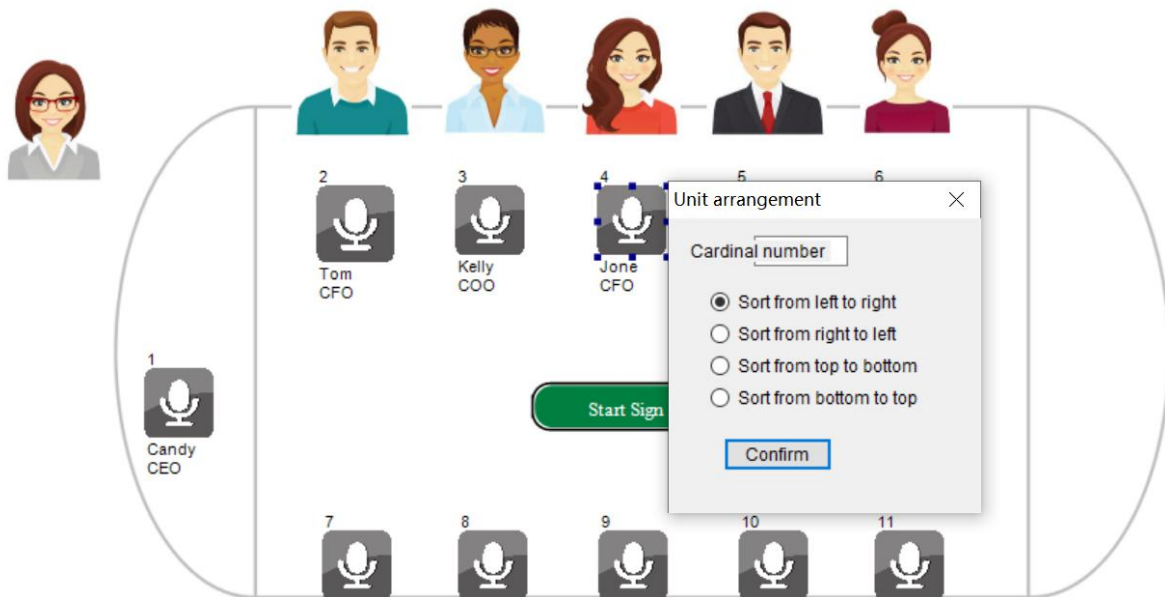 2
3
4
5
6
Tom
CFO
Kelly
COO
Jone
CFO
Unit arrangement
Cardinal number
Sort from left to right
Sort from right to left
Sort from top to bottom
Sort from bottom to top
Confirm
1
Candy
CEO
Start Sign
7
8
9
10
11